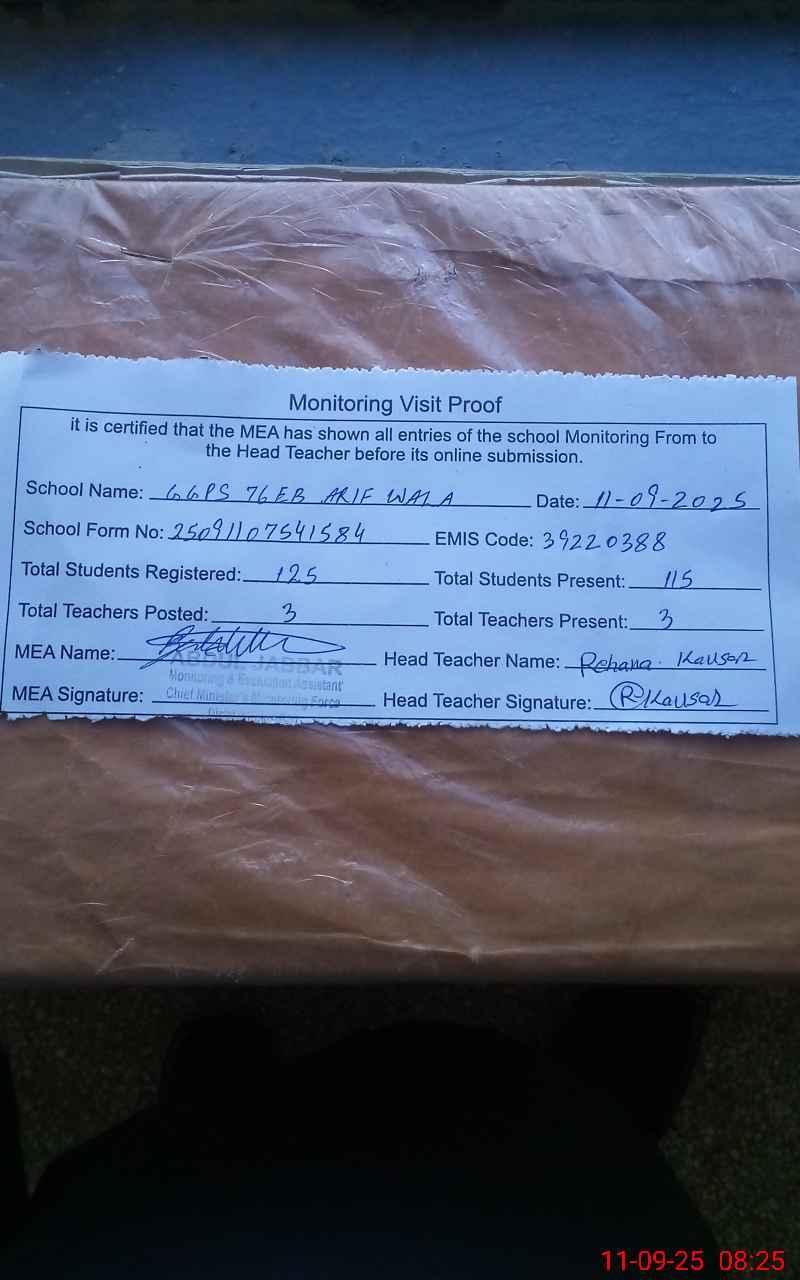 Monitoring Visit Proof
it is certified that the MEA has shown all entries of the school Monitoring From to
the Head Teacher before its online submission.
School Name: GGPS 76 EB ARIF WALA Date: 11-09-2025
School Form No: 25091107541584 EMIS Code: 39220388
Total Students Registered: 125 Total Students Present: 115
Total Teachers Posted: 3 Total Teachers Present: 3
MEA Name: ABDUL JABBAR Head Teacher Name: Rehana Kausar
Monitoring & Evaluation Assistant
MEA Signature: Chief Minister's Monitoring Force Head Teacher Signature: R Kausar
11-09-25 08:25